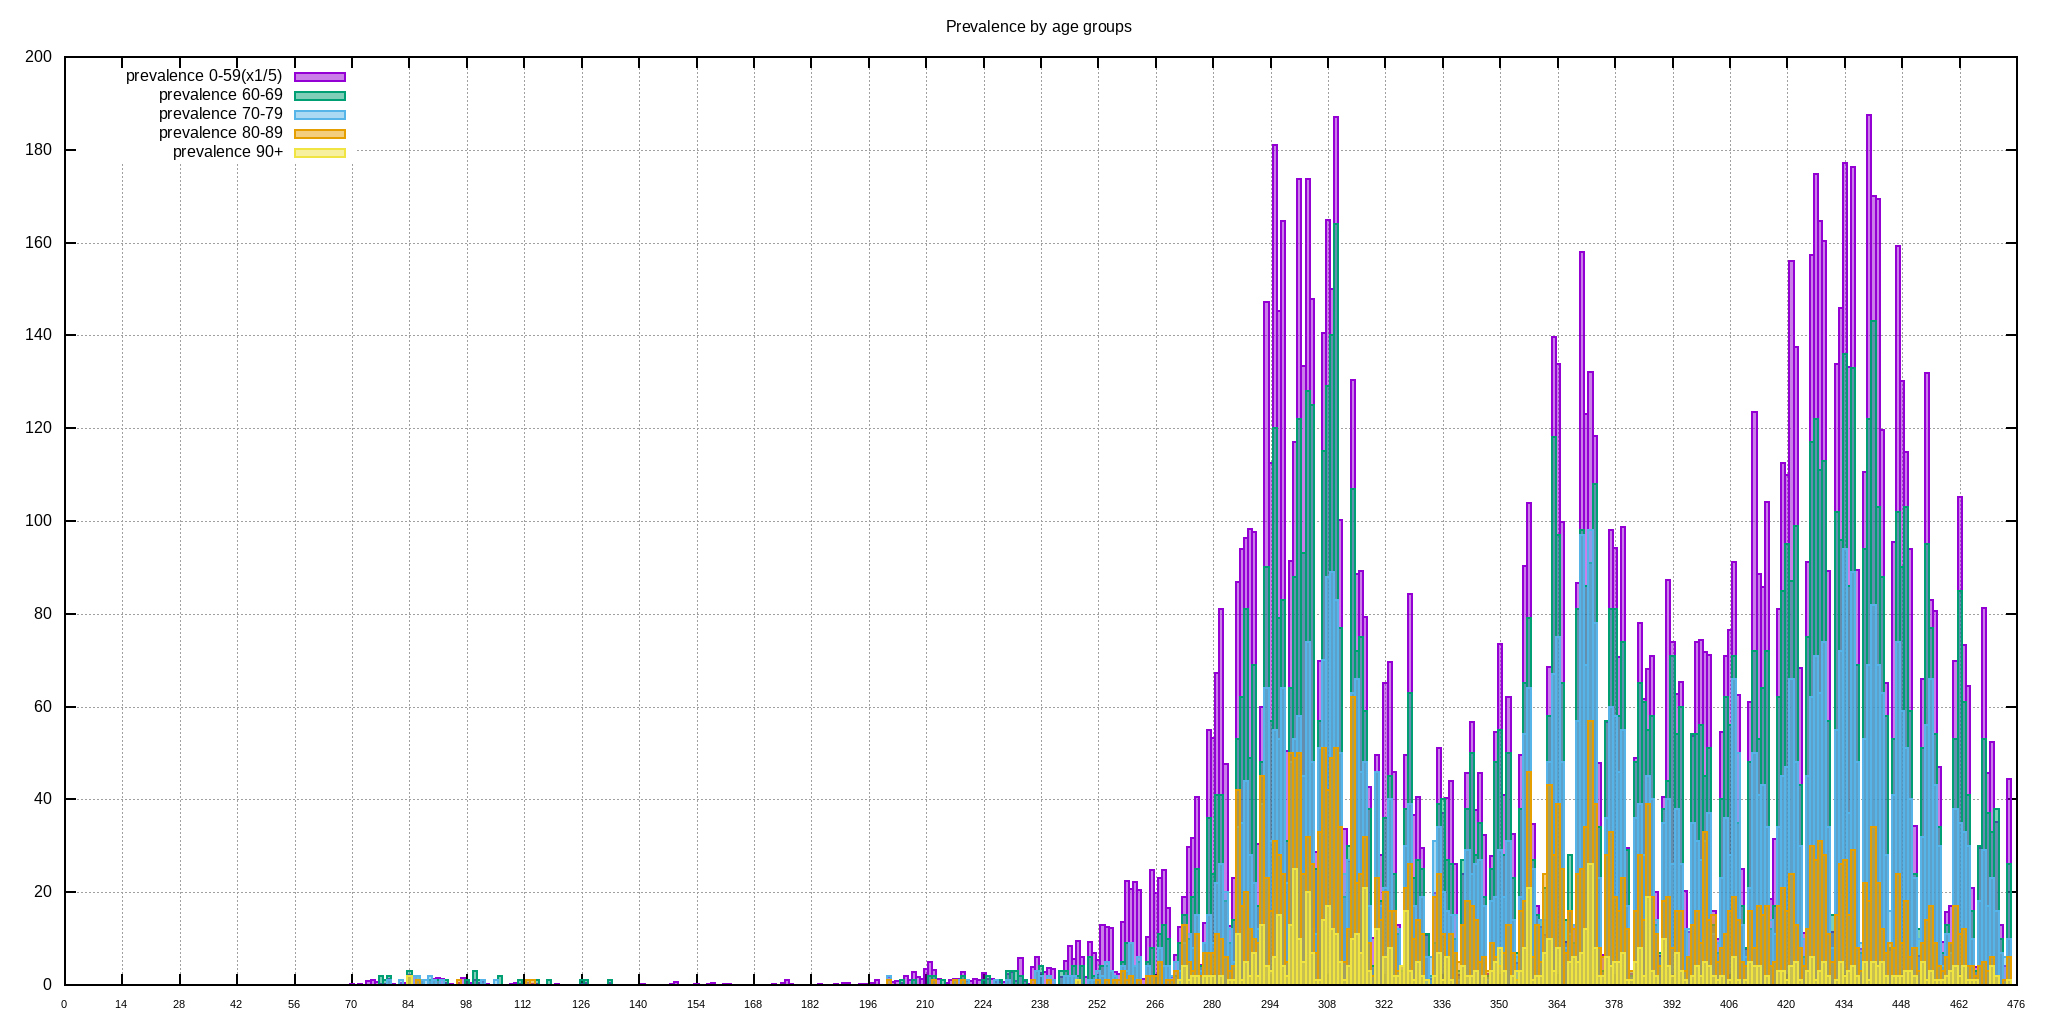 Prevalence by age groups
200
180
160
140
120
100
80
60
40
20
0
prevalence 0-59(x1/5)
prevalence 60-69
prevalence 70-79
prevalence 80-89
prevalence 90+
0 14 28 42 56 70 84 98 112 126 140 154 168 182 196 210 224 238 252 266 280 294 308 322 336 350 364 378 392 406 420 434 448 462 476